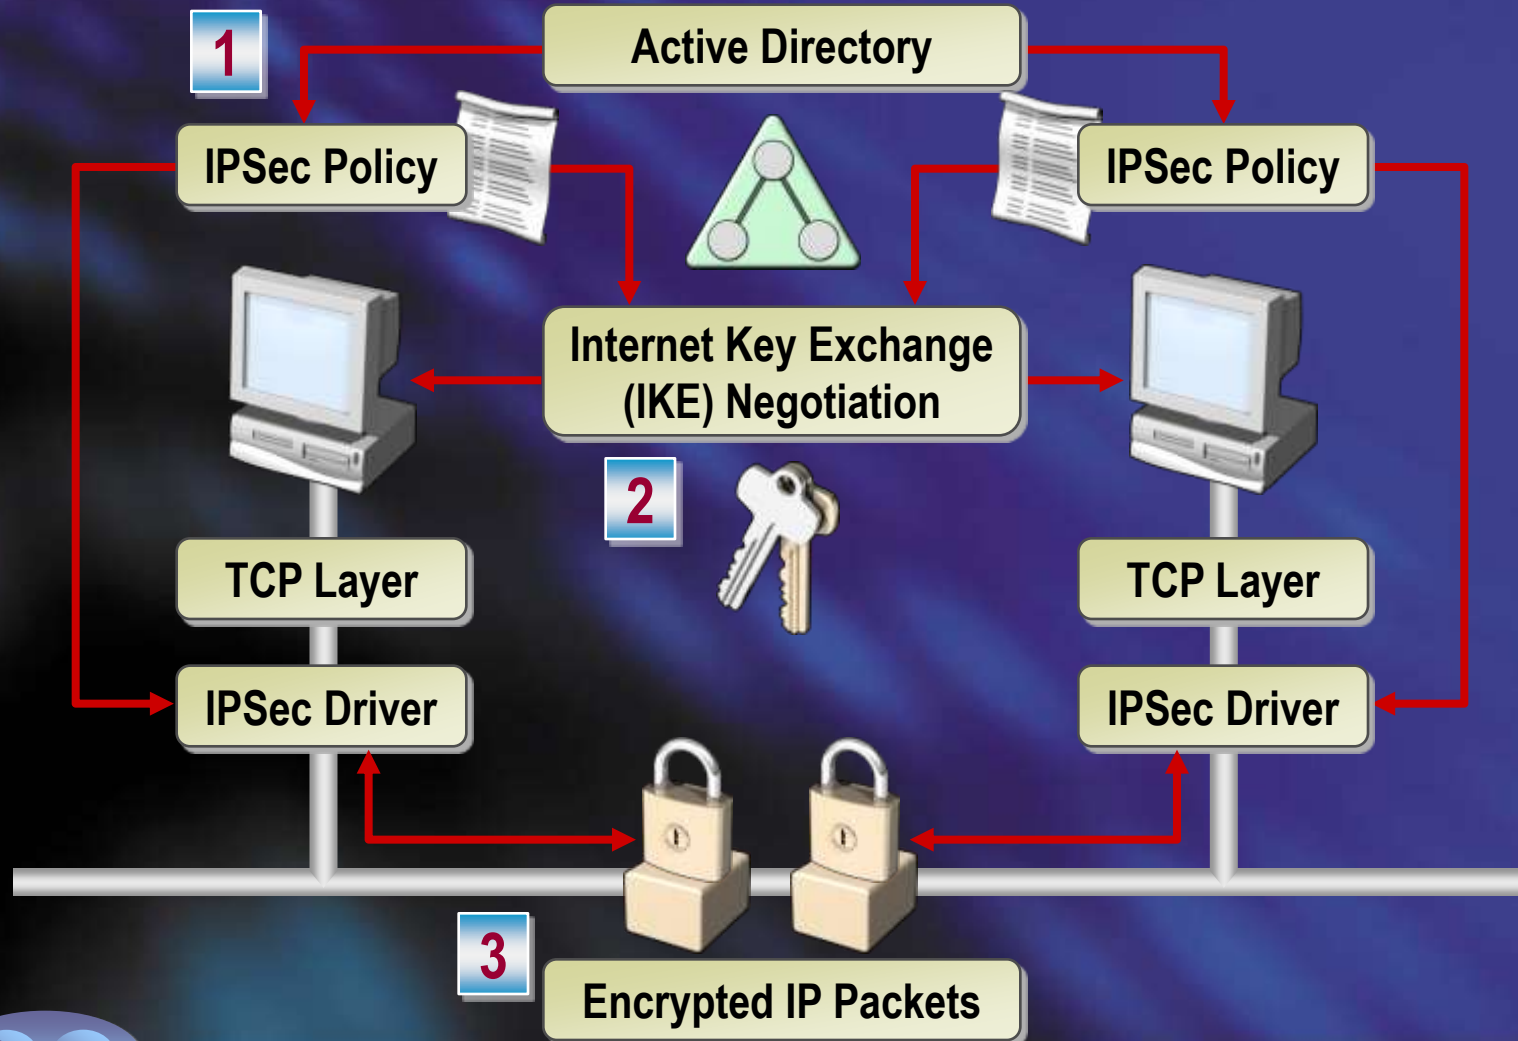 1
Active Directory
IPSec Policy
IPSec Policy
Internet Key Exchange
(IKE) Negotiation
2
TCP Layer
TCP Layer
IPSec Driver
IPSec Driver
3
Encrypted IP Packets